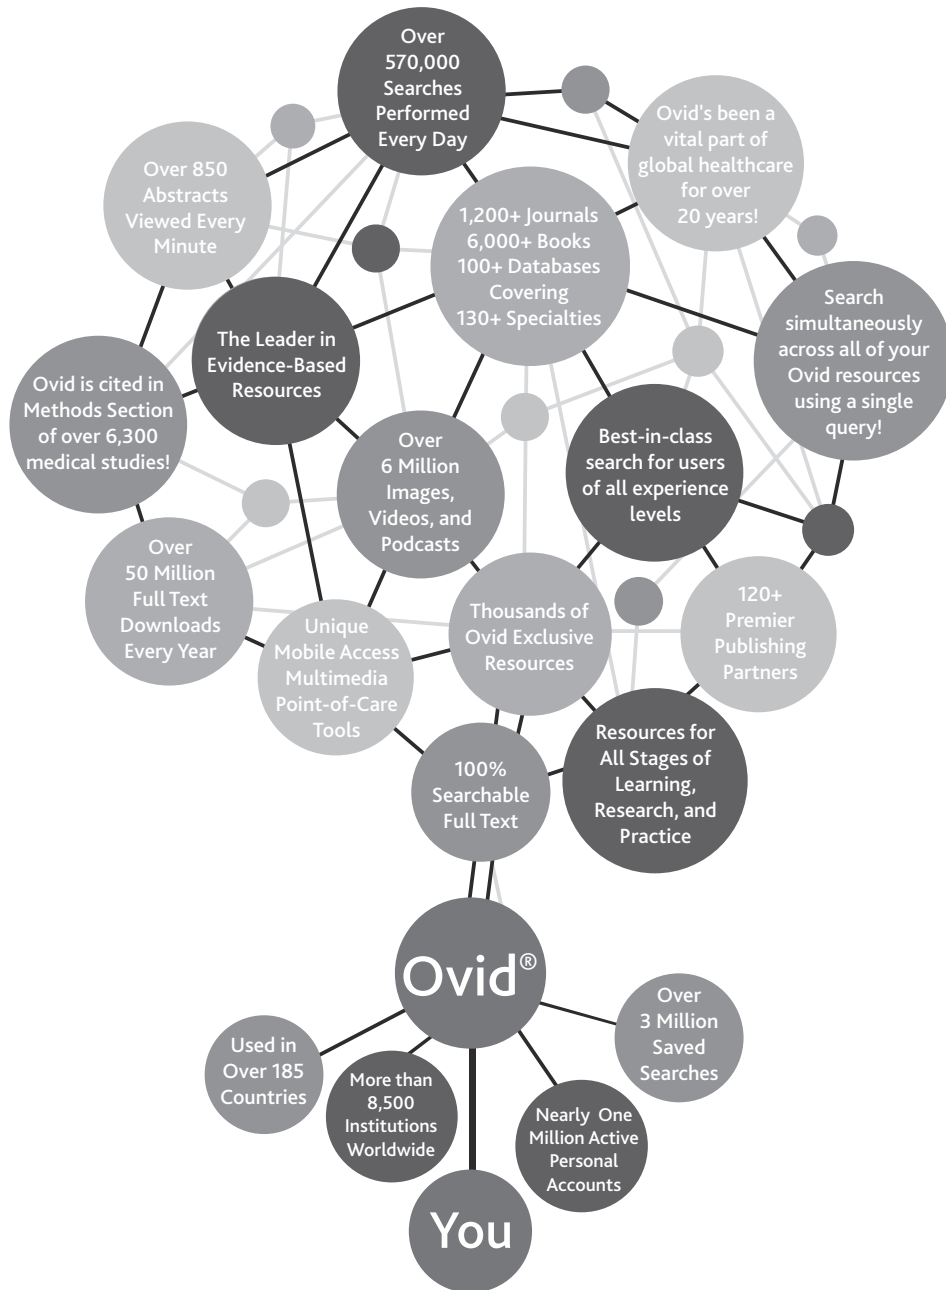 Over
570,000
Searches
Performed
Every Day
Ovid's been a
vital part of
global healthcare
for over
20 years!
Over 850
Abstracts
Viewed Every
Minute
1,200+ Journals
6,000+ Books
100+ Databases
Covering
130+ Specialties
Search
simultaneously
across all of your
Ovid resources
using a single
query!
The Leader in
Evidence-Based
Resources
Ovid is cited in
Methods Section
of over 6,300
medical studies!
Over
6 Million
Images,
Videos, and
Podcasts
Best-in-class
search for users
of all experience
levels
Over
50 Million
Full Text
Downloads
Every Year
Unique
Mobile Access
Multimedia
Point-of-Care
Tools
Thousands of
Ovid Exclusive
Resources
120+
Premier
Publishing
Partners
100%
Searchable
Full Text
Resources for
All Stages of
Learning,
Research, and
Practice
Ovid®
Used in
Over 185
Countries
More than
8,500
Institutions
Worldwide
Nearly One
Million Active
Personal
Accounts
Over
3 Million
Saved
Searches
You